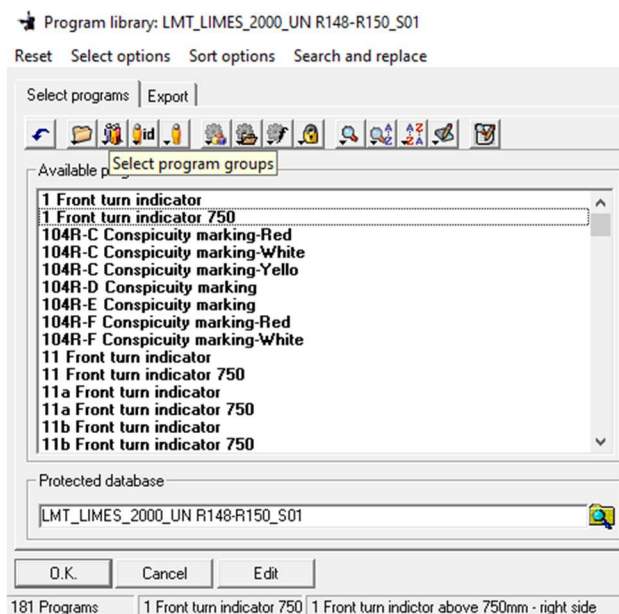 Program library: LMT_LIMES_2000_UN R148-R150_S01
Reset Select options Sort options Search and replace
Select programs Export
id
Select program groups
Available p
1 Front turn indicator
1 Front turn indicator 750
104R-C Conspicuity marking-Red
104R-C Conspicuity marking-White
104R-C Conspicuity marking-Yello
104R-D Conspicuity marking
104R-E Conspicuity marking
104R-F Conspicuity marking-Red
104R-F Conspicuity marking-White
11 Front turn indicator
11 Front turn indicator 750
11a Front turn indicator
11a Front turn indicator 750
11b Front turn indicator
11b Front turn indicator 750
Protected database
LMT_LIMES_2000_UN R148-R150_S01
O.K. Cancel Edit
181 Programs 1 Front turn indicator 750 1 Front turn indictor above 750mm - right side